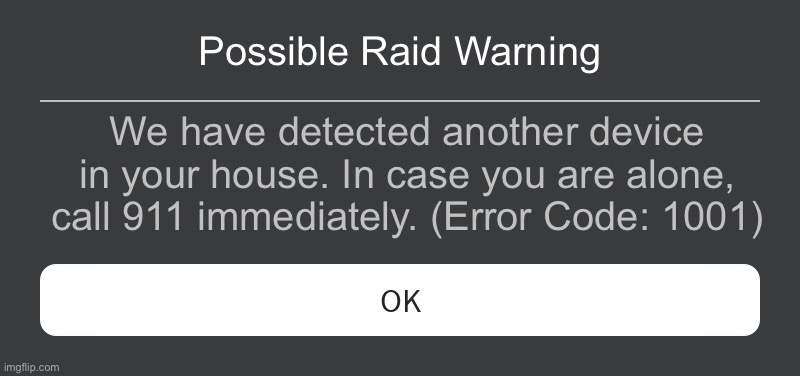 Possible Raid Warning
We have detected another device
in your house. In case you are alone,
call 911 immediately. (Error Code: 1001)
OK
imgflip.com